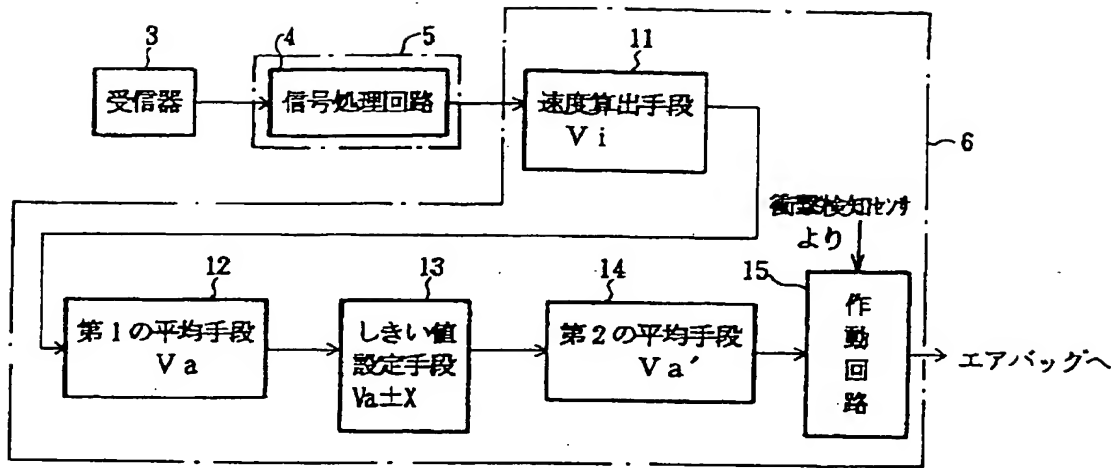 3
受信器
4
5
信号処理回路
11
速度算出手段
Vi
6
衝撃検知センサ
より
12
第1の平均手段
Va
13
しきい値
設定手段
Va±X
14
第2の平均手段
Va′
15
作動回路
エアバッグへ